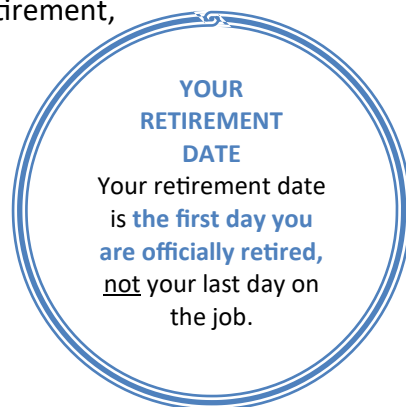 tirement,
YOUR
RETIREMENT
DATE
Your retirement date
is the first day you
are officially retired,
not your last day on
the job.